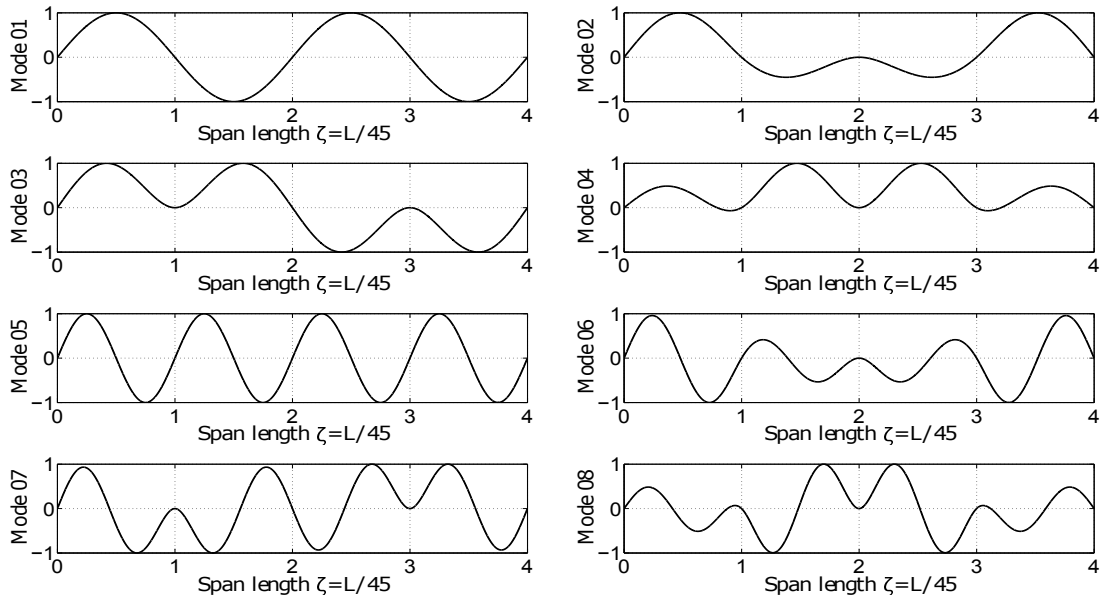 Mode 01
1
0
−1
0 1 2 3 4
Span length ζ=L/45
Mode 02
1
0
−1
0 1 2 3 4
Span length ζ=L/45
Mode 03
1
0
−1
0 1 2 3 4
Span length ζ=L/45
Mode 04
1
0
−1
0 1 2 3 4
Span length ζ=L/45
Mode 05
1
0
−1
0 1 2 3 4
Span length ζ=L/45
Mode 06
1
0
−1
0 1 2 3 4
Span length ζ=L/45
Mode 07
1
0
−1
0 1 2 3 4
Span length ζ=L/45
Mode 08
1
0
−1
0 1 2 3 4
Span length ζ=L/45